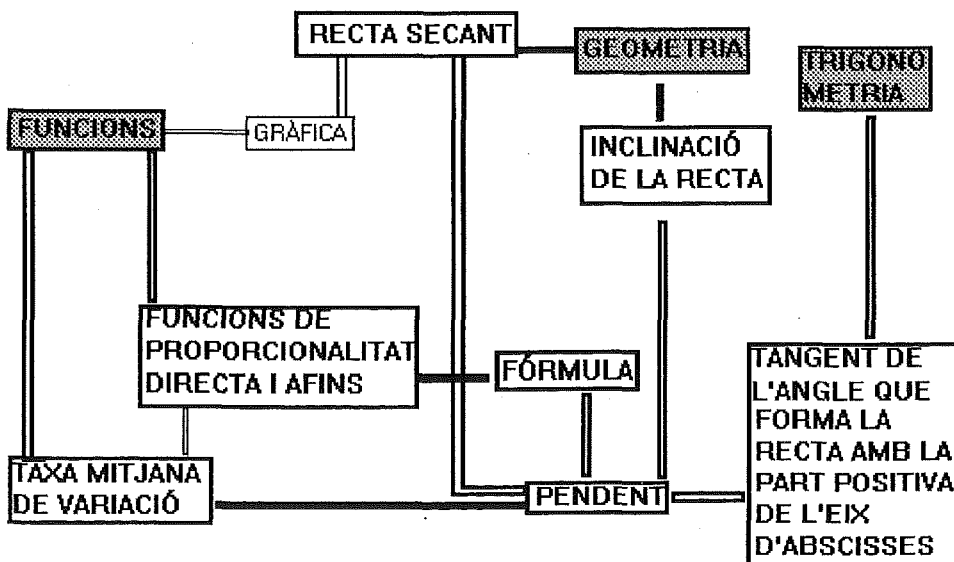 RECTA SECANT
GEOMETRIA
TRIGONO
METRIA
FUNCIONS
GRÀFICA
INCLINACIÓ
DE LA RECTA
FUNCIONS DE
PROPORCIONALITAT
DIRECTA I AFINS
FÓRMULA
TANGENT DE
L'ANGLE QUE
FORMA LA
RECTA AMB LA
PART POSITIVA
DE L'EIX
D'ABSCISSES
TAXA MITJANA
DE VARIACIÓ
PENDENT